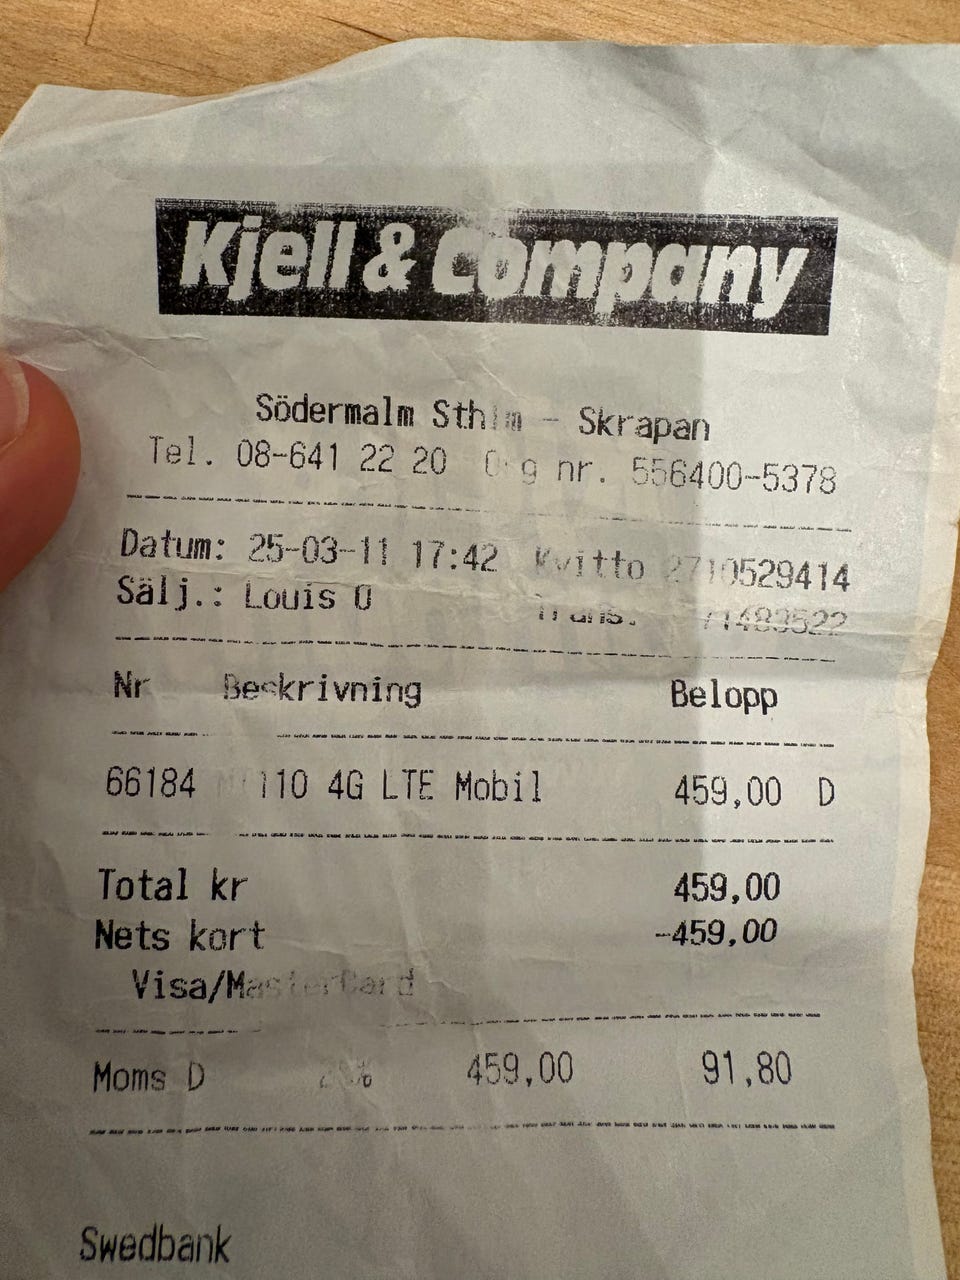 Kjell & Company
Södermalm Sthlm - Skrapan
Tel. 08-641 22 20 Org nr. 556400-5378
Datum: 25-03-11 17:42 Kvitto 2710529414
Sälj.: Louis O Trans. 71483522
Nr Beskrivning Belopp
66184 4G LTE Mobil 459,00 D
Total kr 459,00
Nets kort -459,00
Visa/MasterCard
Moms D 459,00 91,80
Swedbank